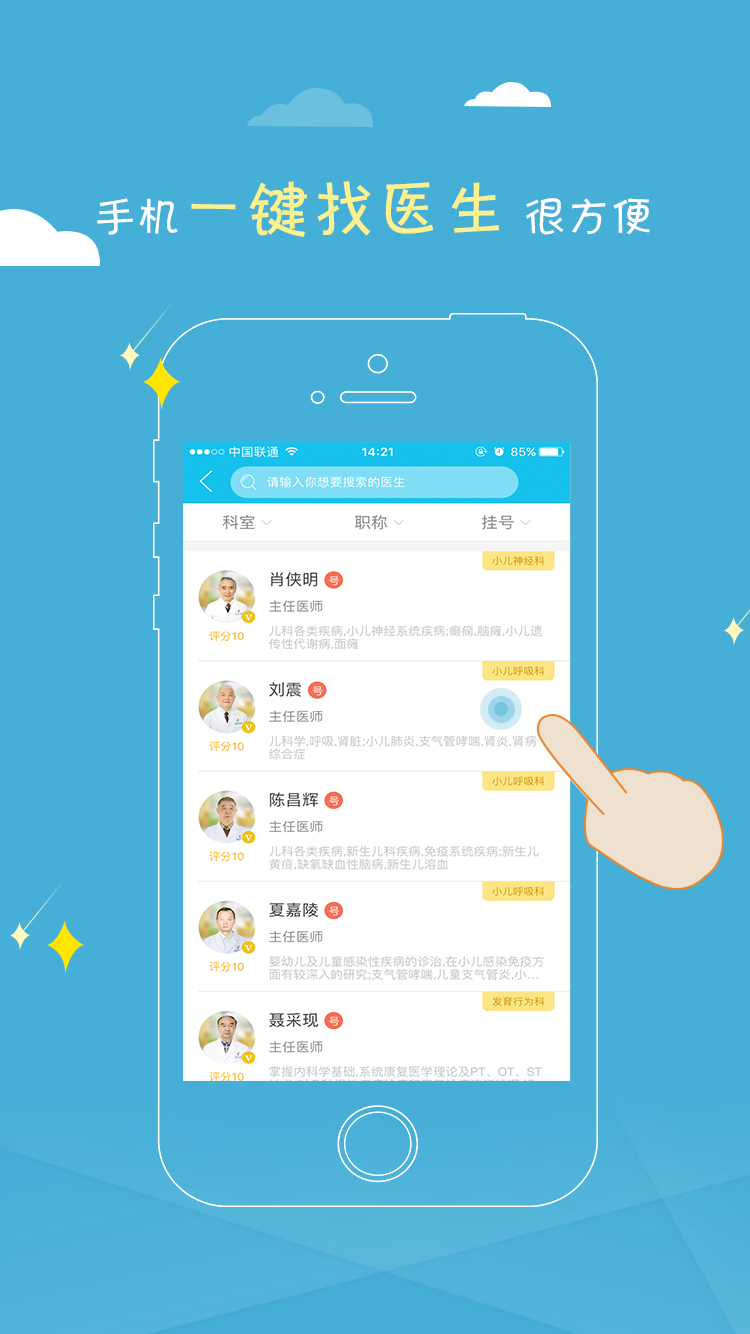 手机一键找医生 很方便
中国联通 14:21 85%
请输入你想要搜索的医生
科室 职称 挂号
小儿神经科
肖侠明 号
主任医师
评分10
儿科各类疾病,小儿神经系统疾病;癫痫,脑瘫,小儿遗
传性代谢病,面瘫
小儿呼吸科
刘震 号
主任医师
评分10
儿科学,呼吸,肾脏;小儿肺炎,支气管哮喘,肾炎,肾病
综合症
小儿呼吸科
陈昌辉 号
主任医师
评分10
儿科各类疾病,新生儿科疾病,免疫系统疾病;新生儿
黄疸,缺氧缺血性脑病,新生儿溶血
小儿呼吸科
夏嘉陵 号
主任医师
评分10
婴幼儿及儿童感染性疾病的诊治,在小儿感染免疫方
面有较深入的研究;支气管哮喘,儿童支气管炎,小...
发育行为科
聂采现 号
主任医师
评分10
掌握内科学基础,系统康复医学理论及PT、OT、ST